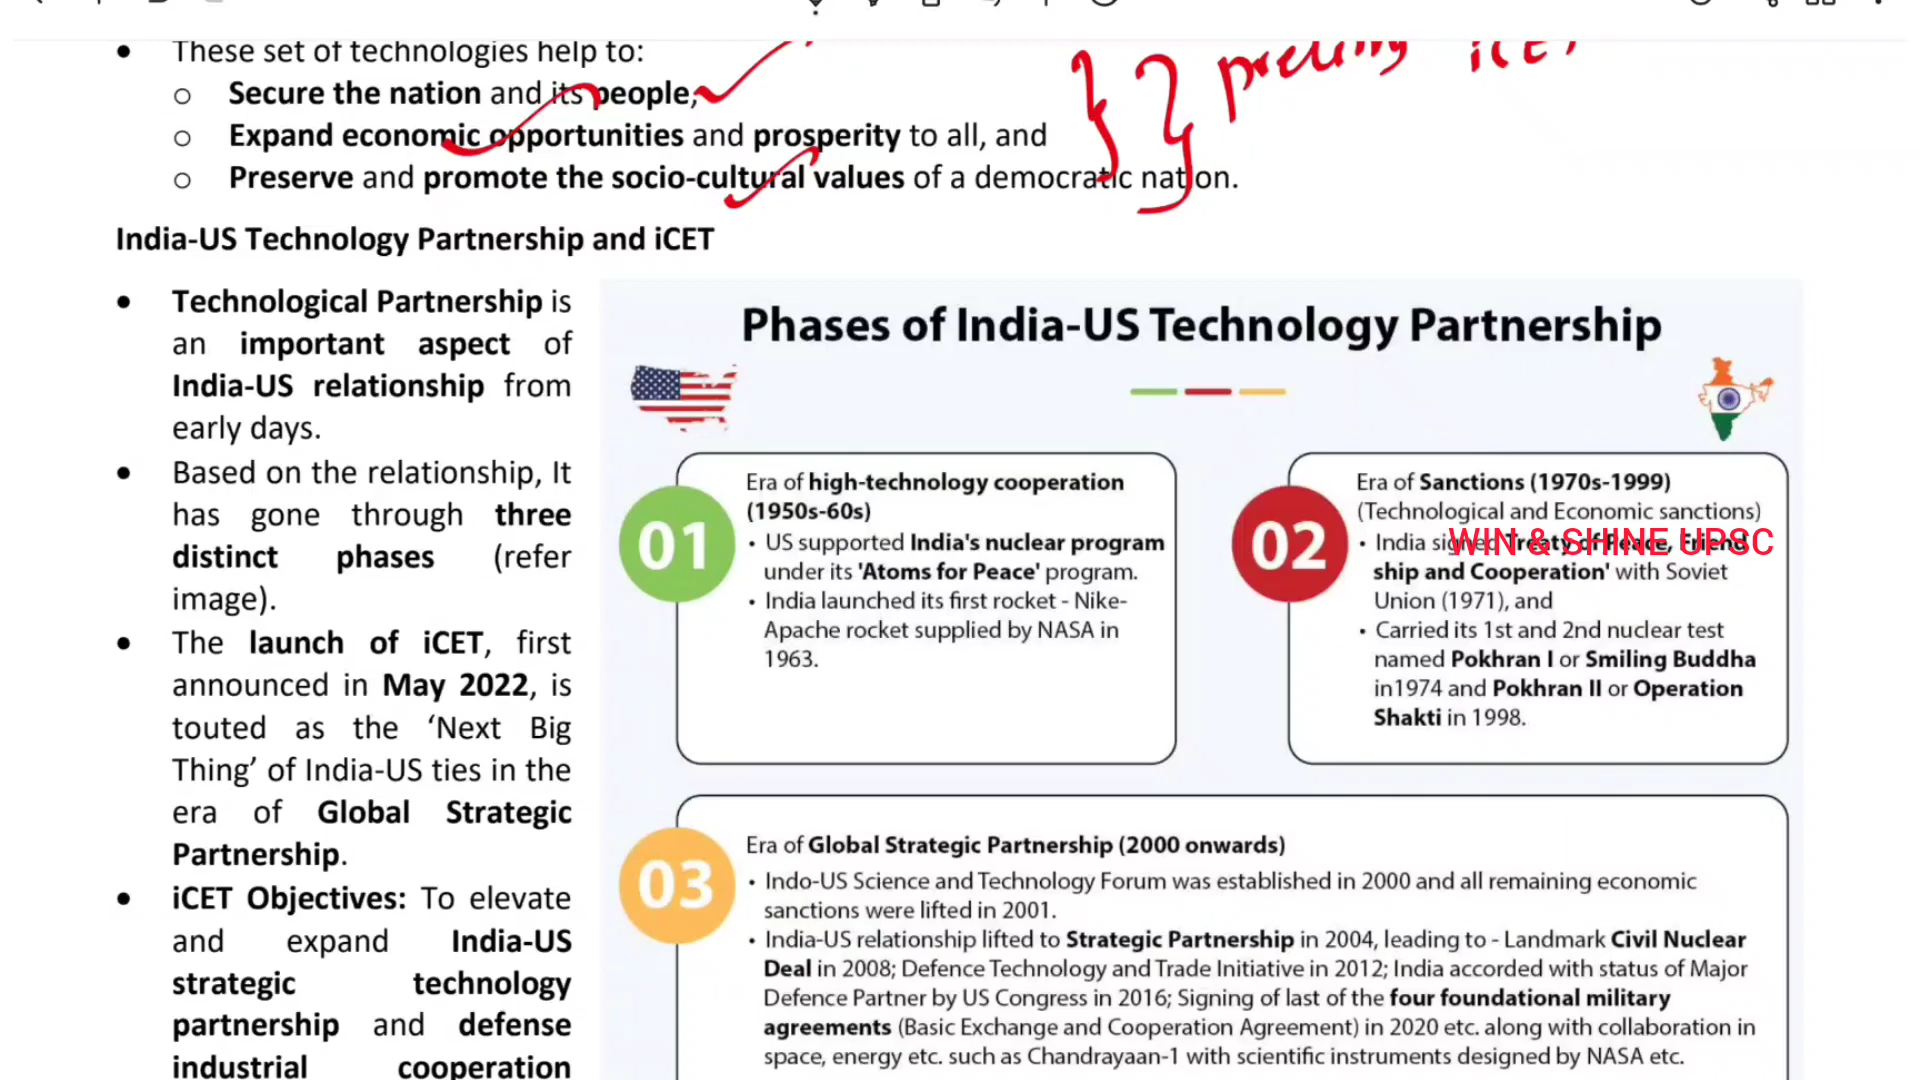 These set of technologies help to:
Secure the nation and its people,
Expand economic opportunities and prosperity to all, and
Preserve and promote the socio-cultural values of a democratic nation.
iCET
India-US Technology Partnership and iCET
Technological Partnership is
an important aspect of
India-US relationship from
early days.
Based on the relationship, It
has gone through three
distinct phases (refer
image).
The launch of iCET, first
announced in May 2022, is
touted as the ‘Next Big
Thing’ of India-US ties in the
era of Global Strategic
Partnership.
iCET Objectives: To elevate
and expand India-US
strategic technology
partnership and defense
industrial cooperation
Phases of India-US Technology Partnership
01
Era of high-technology cooperation
(1950s-60s)
• US supported India's nuclear program
under its 'Atoms for Peace' program.
• India launched its first rocket - Nike-
Apache rocket supplied by NASA in
1963.
02
Era of Sanctions (1970s-1999)
(Technological and Economic sanctions)
• India signed Treaty of Peace, Friend
ship and Cooperation' with Soviet
Union (1971), and
• Carried its 1st and 2nd nuclear test
named Pokhran I or Smiling Buddha
in1974 and Pokhran II or Operation
Shakti in 1998.
WIN & SHINE UPSC
03
Era of Global Strategic Partnership (2000 onwards)
• Indo-US Science and Technology Forum was established in 2000 and all remaining economic
sanctions were lifted in 2001.
• India-US relationship lifted to Strategic Partnership in 2004, leading to - Landmark Civil Nuclear
Deal in 2008; Defence Technology and Trade Initiative in 2012; India accorded with status of Major
Defence Partner by US Congress in 2016; Signing of last of the four foundational military
agreements (Basic Exchange and Cooperation Agreement) in 2020 etc. along with collaboration in
space, energy etc. such as Chandrayaan-1 with scientific instruments designed by NASA etc.